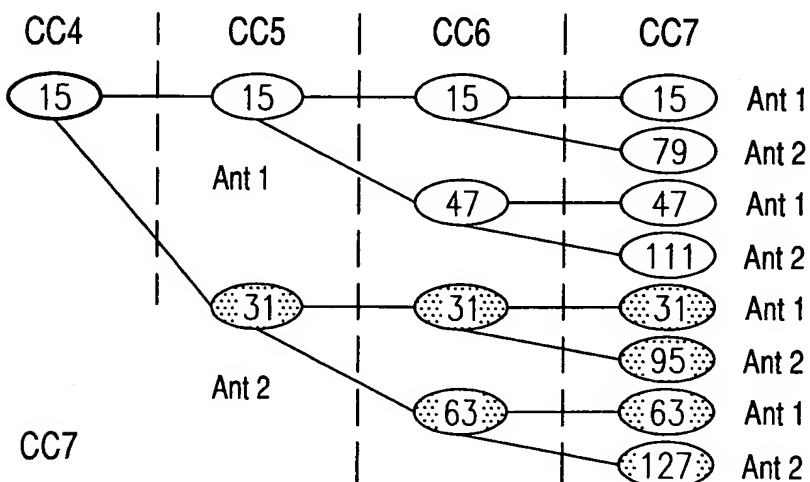 CC4 CC5 CC6 CC7
15 15 15 15 Ant 1
79 Ant 2
Ant 1
47 47 Ant 1
111 Ant 2
31 31 31 Ant 1
95 Ant 2
Ant 2
63 63 Ant 1
CC7
127 Ant 2